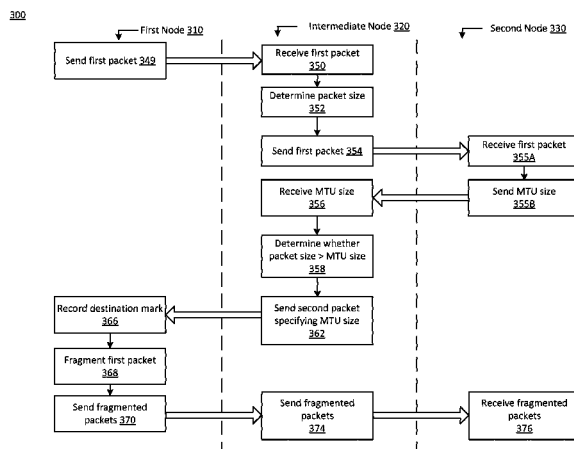 300
First Node 310
Intermediate Node 320
Second Node 330
Send first packet 349
Receive first packet
350
Determine packet size
352
Send first packet 354
Receive first packet
355A
Receive MTU size
356
Send MTU size
355B
Determine whether
packet size > MTU size
358
Record destination mark
366
Send second packet
specifying MTU size
362
Fragment first packet
368
Send fragmented
packets 370
Send fragmented
packets
374
Receive fragmented
packets
376